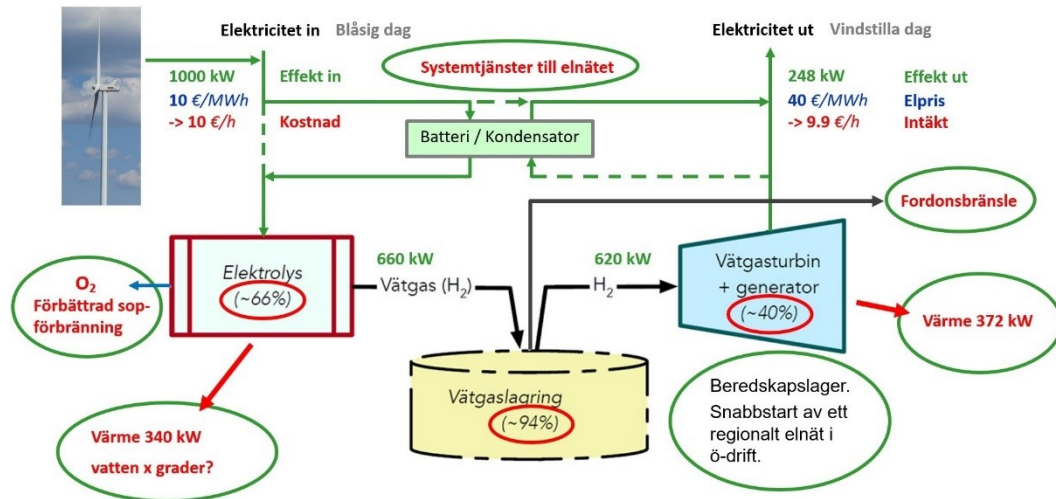 Elektricitet in Blåsig dag
Elektricitet ut Vindstilla dag
1000 kW Effekt in
10 €/MWh
-> 10 €/h Kostnad
Systemtjänster till elnätet
248 kW Effekt ut
40 €/MWh Elpris
-> 9.9 €/h Intäkt
Batteri / Kondensator
Fordonsbränsle
O₂
Förbättrad sop-
förbränning
Elektrolys
(~66%)
660 kW
Vätgas (H₂)
620 kW
H₂
Vätgasturbin
+ generator
(~40%)
Värme 372 kW
Vätgaslagring
(~94%)
Värme 340 kW
vatten x grader?
Beredskapslager.
Snabbstart av ett
regionalt elnät i
ö-drift.